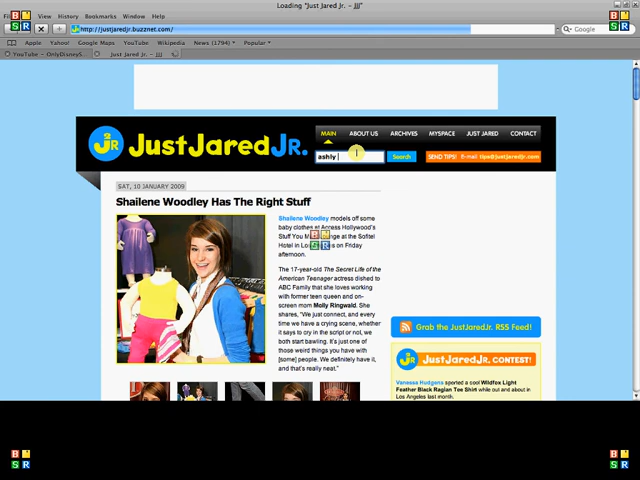 Loading "Just Jared Jr. – JJJ"
History Bookmarks Window Help
http://justjaredjr.buzznet.com/
Google
Apple Yahoo! Google Maps YouTube Wikipedia News (1794) Popular
YouTube - OnlyDisneyS... Just Jared Jr. – JJJ
JR JustJaredJr.
MAIN ABOUT US ARCHIVES MYSPACE JUST JARED CONTACT
ashly
Search
SEND TIPS! E-mail tips@justjaredjr.com
SAT, 10 JANUARY 2009
Shailene Woodley Has The Right Stuff
Shailene Woodley models off some
baby clothes at Access Hollywood's
Stuff You M nge at the Sofitel
Hotel in Lo s on Friday
afternoon.
The 17-year-old The Secret Life of the
American Teenager actress dished to
ABC Family that she loves working
with former teen queen and on-
screen mom Molly Ringwald. She
shares, "We just connect, and every
time we have a crying scene, whether
it says to cry in the script or not, we
both start bawling. It's just one of
those weird things you have with
[some] people. We definitely have it,
and that's really neat."
Grab the JustJaredJr. RSS Feed!
JR JustJaredJr. CONTEST!
Vanessa Hudgens sported a cool Wildfox Light
Feather Black Raglan Tee Shirt while out and about in
Los Angeles last month.
B S R
B S R
B S R
B S R
B S R